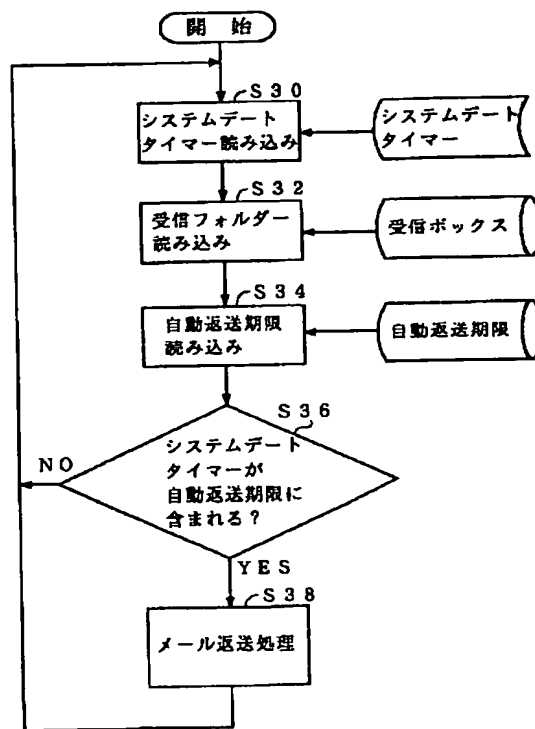 開 始
S30
システムデート
タイマー読み込み
システムデート
タイマー
S32
受信フォルダー
読み込み
受信ボックス
S34
自動返送期限
読み込み
自動返送期限
S36
システムデート
タイマーが
自動返送期限に
含まれる？
NO
YES
S38
メール返送処理